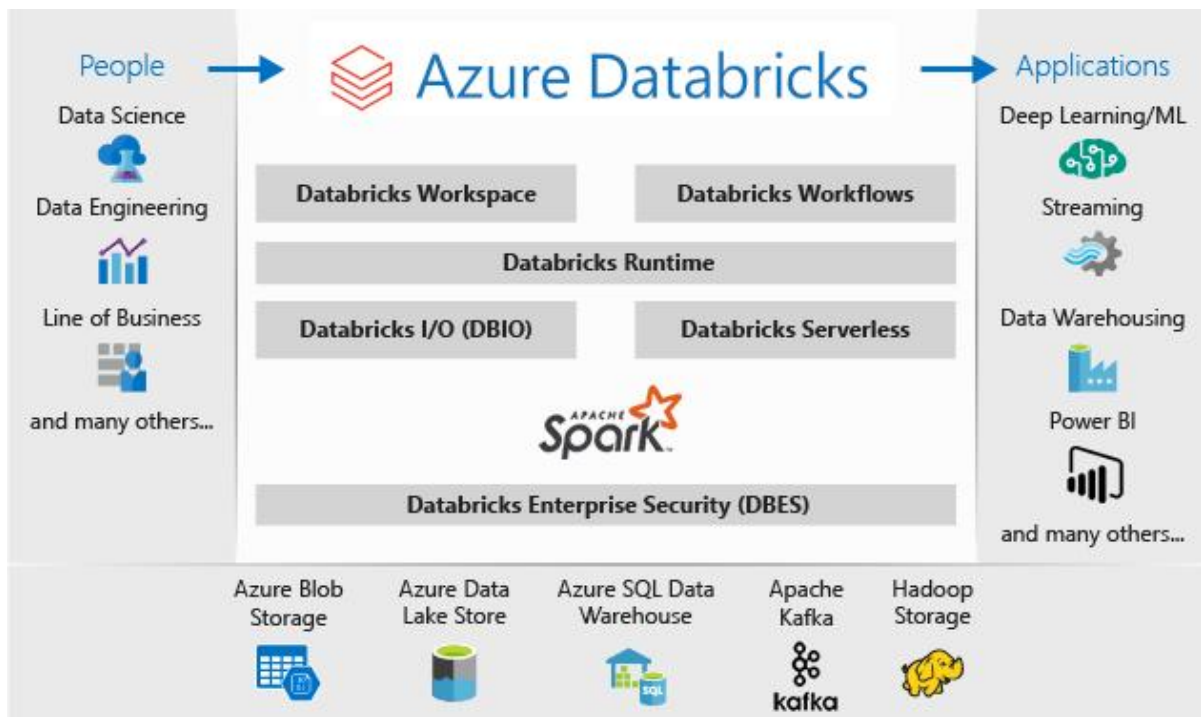 People
Azure Databricks
Applications
Data Science
Data Engineering
Line of Business
and many others...
Databricks Workspace
Databricks Workflows
Databricks Runtime
Databricks I/O (DBIO)
Databricks Serverless
APACHE
Spark™
Databricks Enterprise Security (DBES)
Deep Learning/ML
Streaming
Data Warehousing
Power BI
and many others...
Azure Blob
Storage
Azure Data
Lake Store
Azure SQL Data
Warehouse
SQL
Apache
Kafka
kafka
Hadoop
Storage